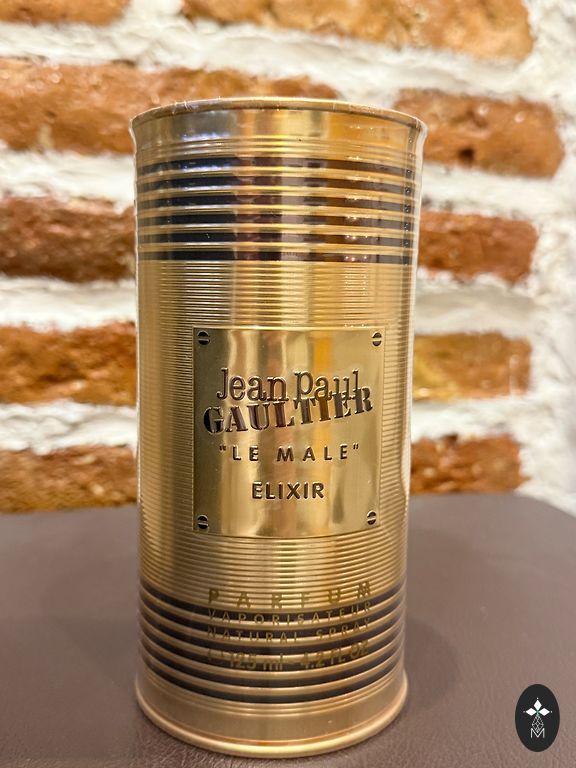 Jean Paul
GAULTIER
"LE MALE"
ELIXIR
PARFUM
VAPORISATEUR
NATURAL SPRAY
℮ 125 ml - 4.2 FL.OZ
M